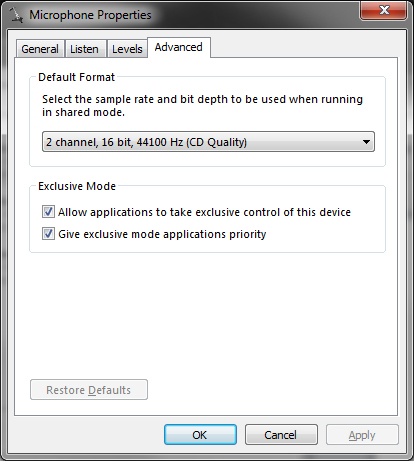 Microphone Properties
General
Listen
Levels
Advanced
Default Format
Select the sample rate and bit depth to be used when running
in shared mode.
2 channel, 16 bit, 44100 Hz (CD Quality)
Exclusive Mode
Allow applications to take exclusive control of this device
Give exclusive mode applications priority
Restore Defaults
OK
Cancel
Apply